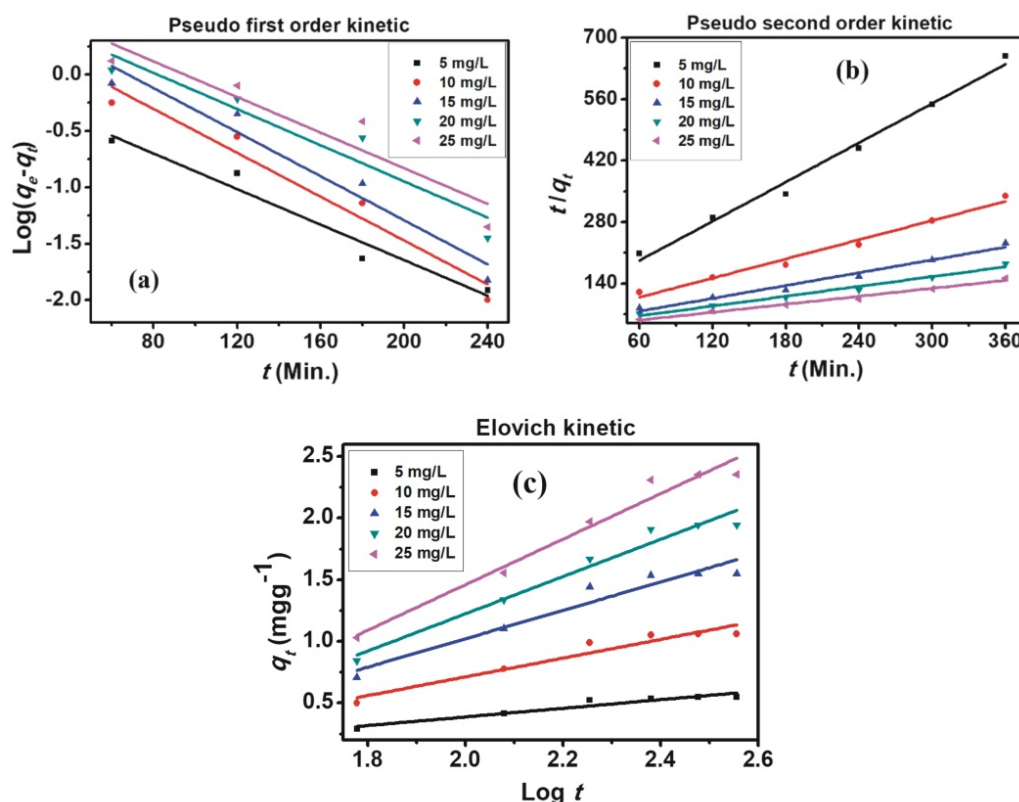 Pseudo first order kinetic
0.0
-0.5
-1.0
-1.5
-2.0
Log(qe-qt)
5 mg/L
10 mg/L
15 mg/L
20 mg/L
25 mg/L
(a)
80 120 160 200 240
t (Min.)
Pseudo second order kinetic
700
560
420
280
140
t/qt
(b)
5 mg/L
10 mg/L
15 mg/L
20 mg/L
25 mg/L
60 120 180 240 300 360
t (Min.)
Elovich kinetic
2.5
2.0
1.5
1.0
0.5
qt (mgg-1)
5 mg/L
10 mg/L
15 mg/L
20 mg/L
25 mg/L
(c)
1.8 2.0 2.2 2.4 2.6
Log t